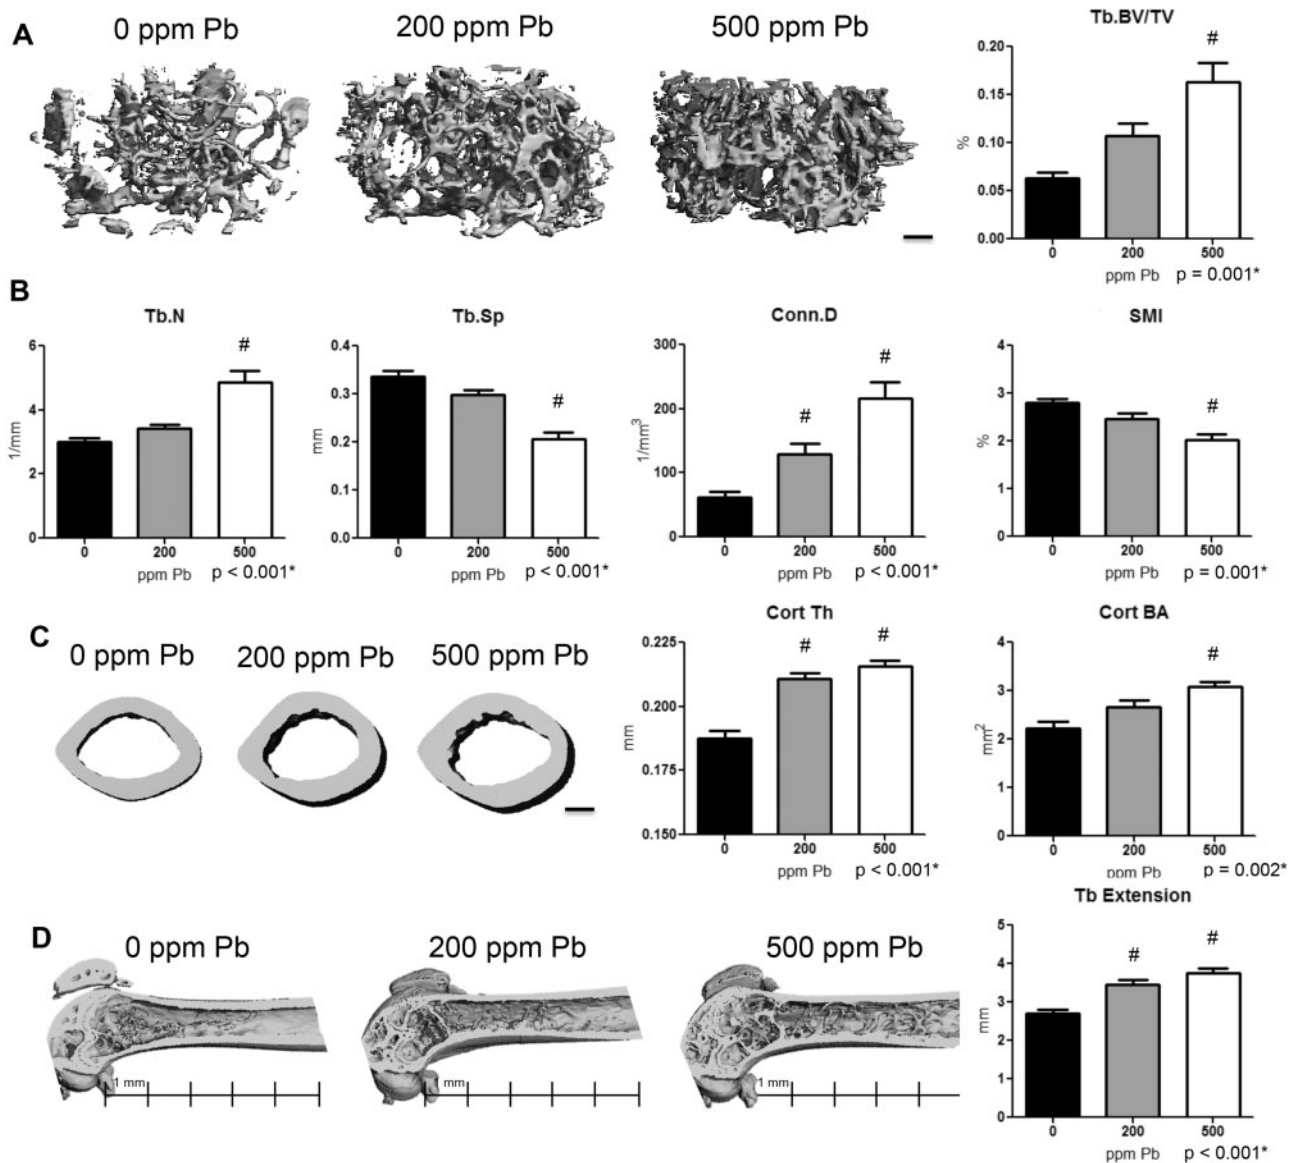 A
0 ppm Pb
200 ppm Pb
500 ppm Pb
Tb.BV/TV
0.20
0.15
0.10
0.05
0.00
%
#
0
200
500
ppm Pb
p = 0.001*
B
Tb.N
6
4
2
0
1/mm
#
0
200
500
ppm Pb
p < 0.001*
Tb.Sp
0.4
0.3
0.2
0.1
0.0
mm
#
0
200
500
ppm Pb
p < 0.001*
Conn.D
300
200
100
0
1/mm³
#
#
0
200
500
ppm Pb
p < 0.001*
SMI
4
3
2
1
0
%
#
0
200
500
ppm Pb
p = 0.001*
C
0 ppm Pb
200 ppm Pb
500 ppm Pb
Cort Th
0.225
0.200
0.175
0.150
mm
#
#
0
200
500
ppm Pb
p < 0.001*
Cort BA
4
3
2
1
0
mm²
#
0
200
500
ppm Pb
p = 0.002*
D
0 ppm Pb
200 ppm Pb
500 ppm Pb
1 mm
1 mm
1 mm
Tb Extension
5
4
3
2
1
0
mm
#
#
0
200
500
ppm Pb
p < 0.001*